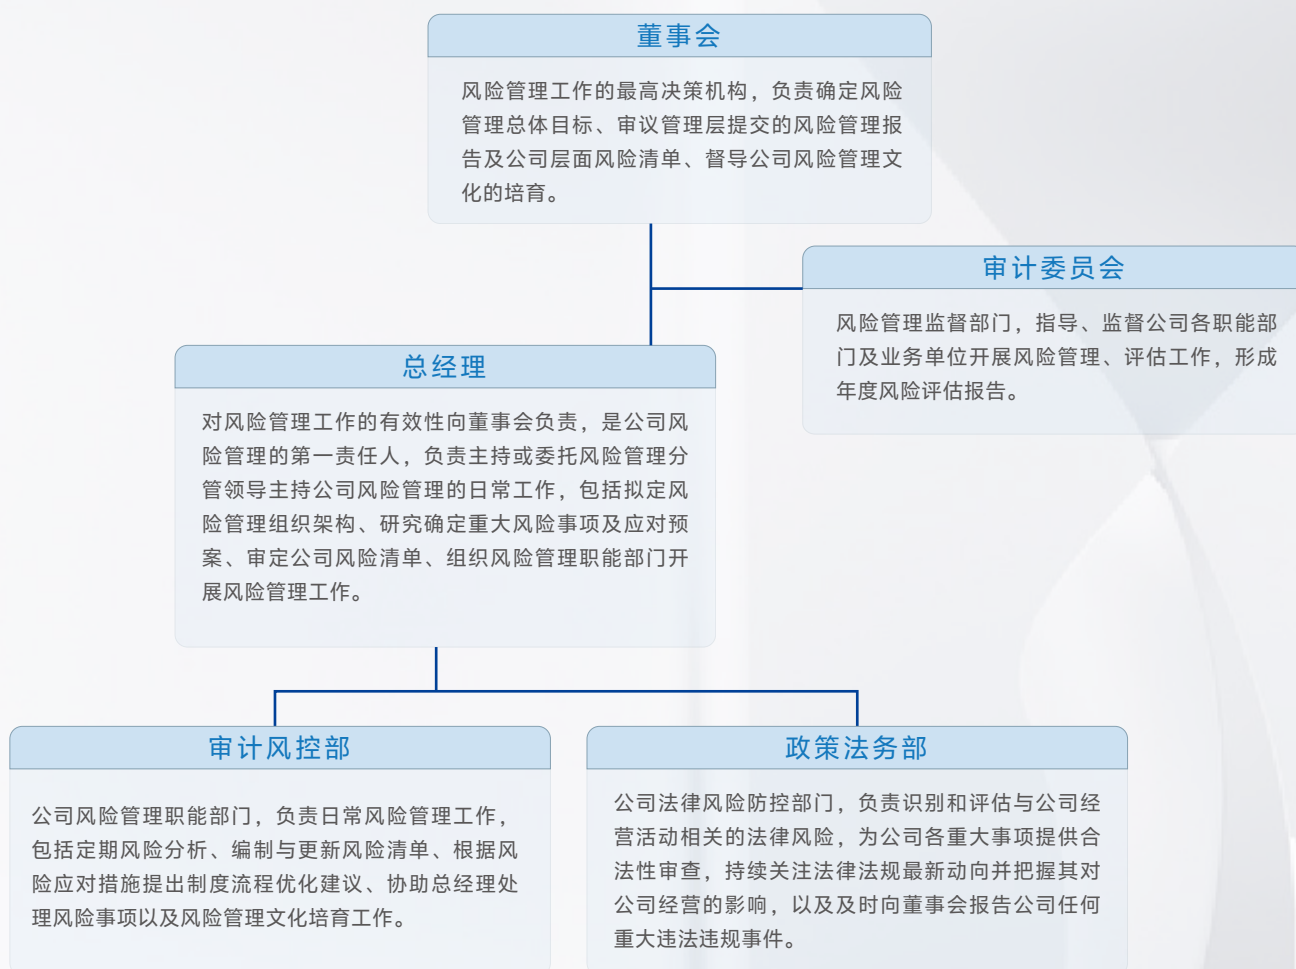 董事会
风险管理工作的最高决策机构，负责确定风险
管理总体目标、审议管理层提交的风险管理报
告及公司层面风险清单、督导公司风险管理文
化的培育。
审计委员会
风险管理监督部门，指导、监督公司各职能部
门及业务单位开展风险管理、评估工作，形成
年度风险评估报告。
总经理
对风险管理工作的有效性向董事会负责，是公司风
险管理的第一责任人，负责主持或委托风险管理分
管领导主持公司风险管理的日常工作，包括拟定风
险管理组织架构、研究确定重大风险事项及应对预
案、审定公司风险清单、组织风险管理职能部门开
展风险管理工作。
审计风控部
公司风险管理职能部门，负责日常风险管理工作，
包括定期风险分析、编制与更新风险清单、根据风
险应对措施提出制度流程优化建议、协助总经理处
理风险事项以及风险管理文化培育工作。
政策法务部
公司法律风险防控部门，负责识别和评估与公司经
营活动相关的法律风险，为公司各重大事项提供合
法性审查，持续关注法律法规最新动向并把握其对
公司经营的影响，以及及时向董事会报告公司任何
重大违法违规事件。